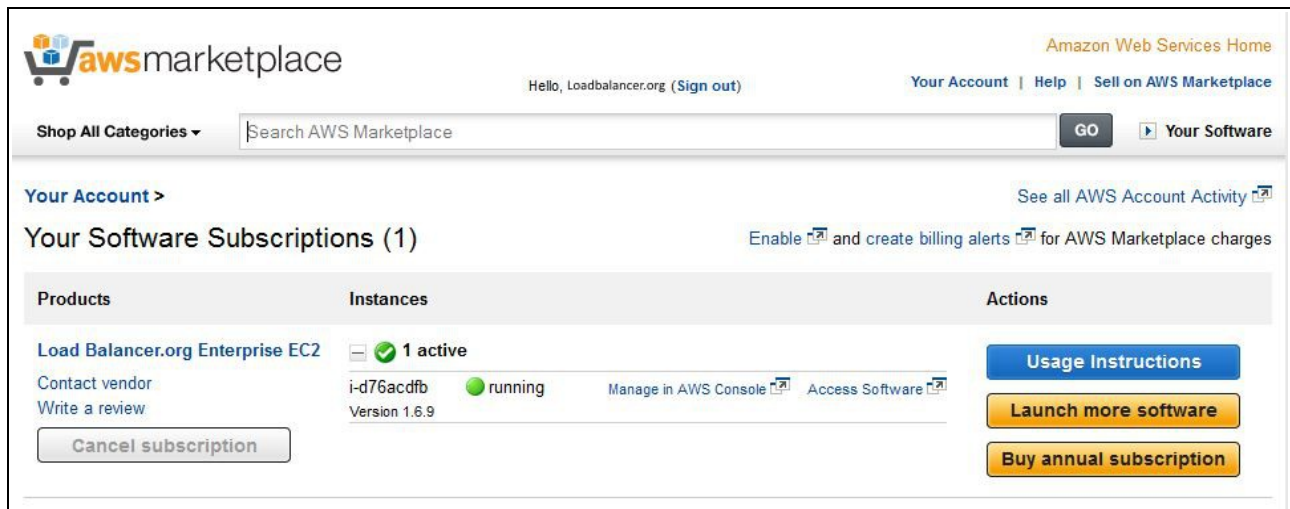 awsmarketplace
Amazon Web Services Home
Hello, Loadbalancer.org (Sign out)
Your Account | Help | Sell on AWS Marketplace
Shop All Categories
Search AWS Marketplace
GO
Your Software
Your Account >
See all AWS Account Activity
Your Software Subscriptions (1)
Enable and create billing alerts for AWS Marketplace charges
Products Instances Actions
Load Balancer.org Enterprise EC2
Contact vendor
Write a review
Cancel subscription
1 active
i-d76acdfb running Manage in AWS Console Access Software
Version 1.6.9
Usage Instructions
Launch more software
Buy annual subscription